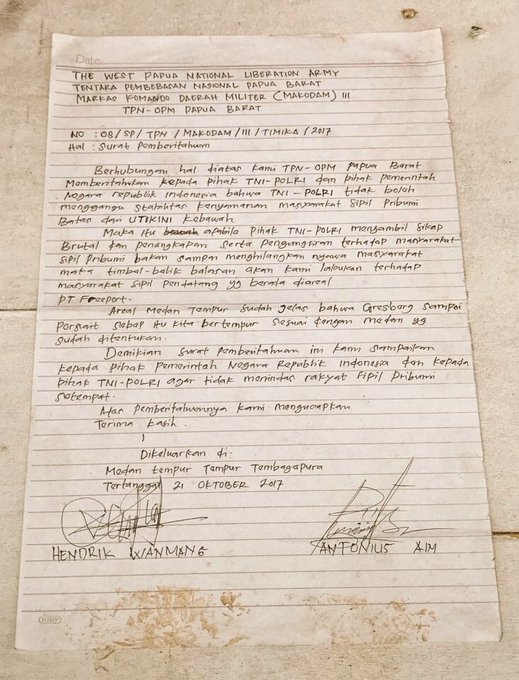 Date
THE WEST PAPUA NATIONAL LIBERATION ARMY
TENTARA PEMBEBASAN NASIONAL PAPUA BARAT
MARKAS KOMANDO DAERAH MILITER (MAKODAM) III
TPN-OPM PAPUA BARAT
NO : 08/SP/TPN/MAKODAM/III/TIMIKA/2017
Hal : Surat Pemberitahuan
Berhubungan hal diatas kami TPN-OPM Papua Barat
Memberitahukan kepada pihak TNI-POLRI dan pihak pemerintah
Negara republik Indonesia bahwa TNI-POLRI tidak boleh
mengganggu stabilitas kenyamanan masyarakat sipil pribumi
Batas dari UTIKINI Kebawah
Maka itu apabila Pihak TNI-POLRI mengambil sikap
Brutal dan penangkapan serta Pengungsiran terhadap masyarakat
sipil Pribumi bakan sampai menghilangkan nyawa masyarakat
maka timbal-balik balasan akan kami lakukan terhadap
masyarakat sipil pendatang yg berada diareal
PT Freeport.
Areal Medan Tempur sudah jelas bahwa Gresberg sampai
Porsait sebap itu kita bertempur sesuai dengan medan yg
sudah ditentukan.
Demikian surat pemberitahuan ini kami sampaikan
kepada pihak Pemerintah Negara Republik Indonesia dan kepada
pihak TNI-POLRI agar tidak menindas rakyat sipil Pribumi
setempat.
Atas Pemberitahuannya kami mengucapkan
Terima kasih.
Dikeluarkan di:
Medan tempur Tempur Tembagapura
Tertanggal 21 OKTOBER 2017
HENDRIK WANMANG ANTONIUS AIM